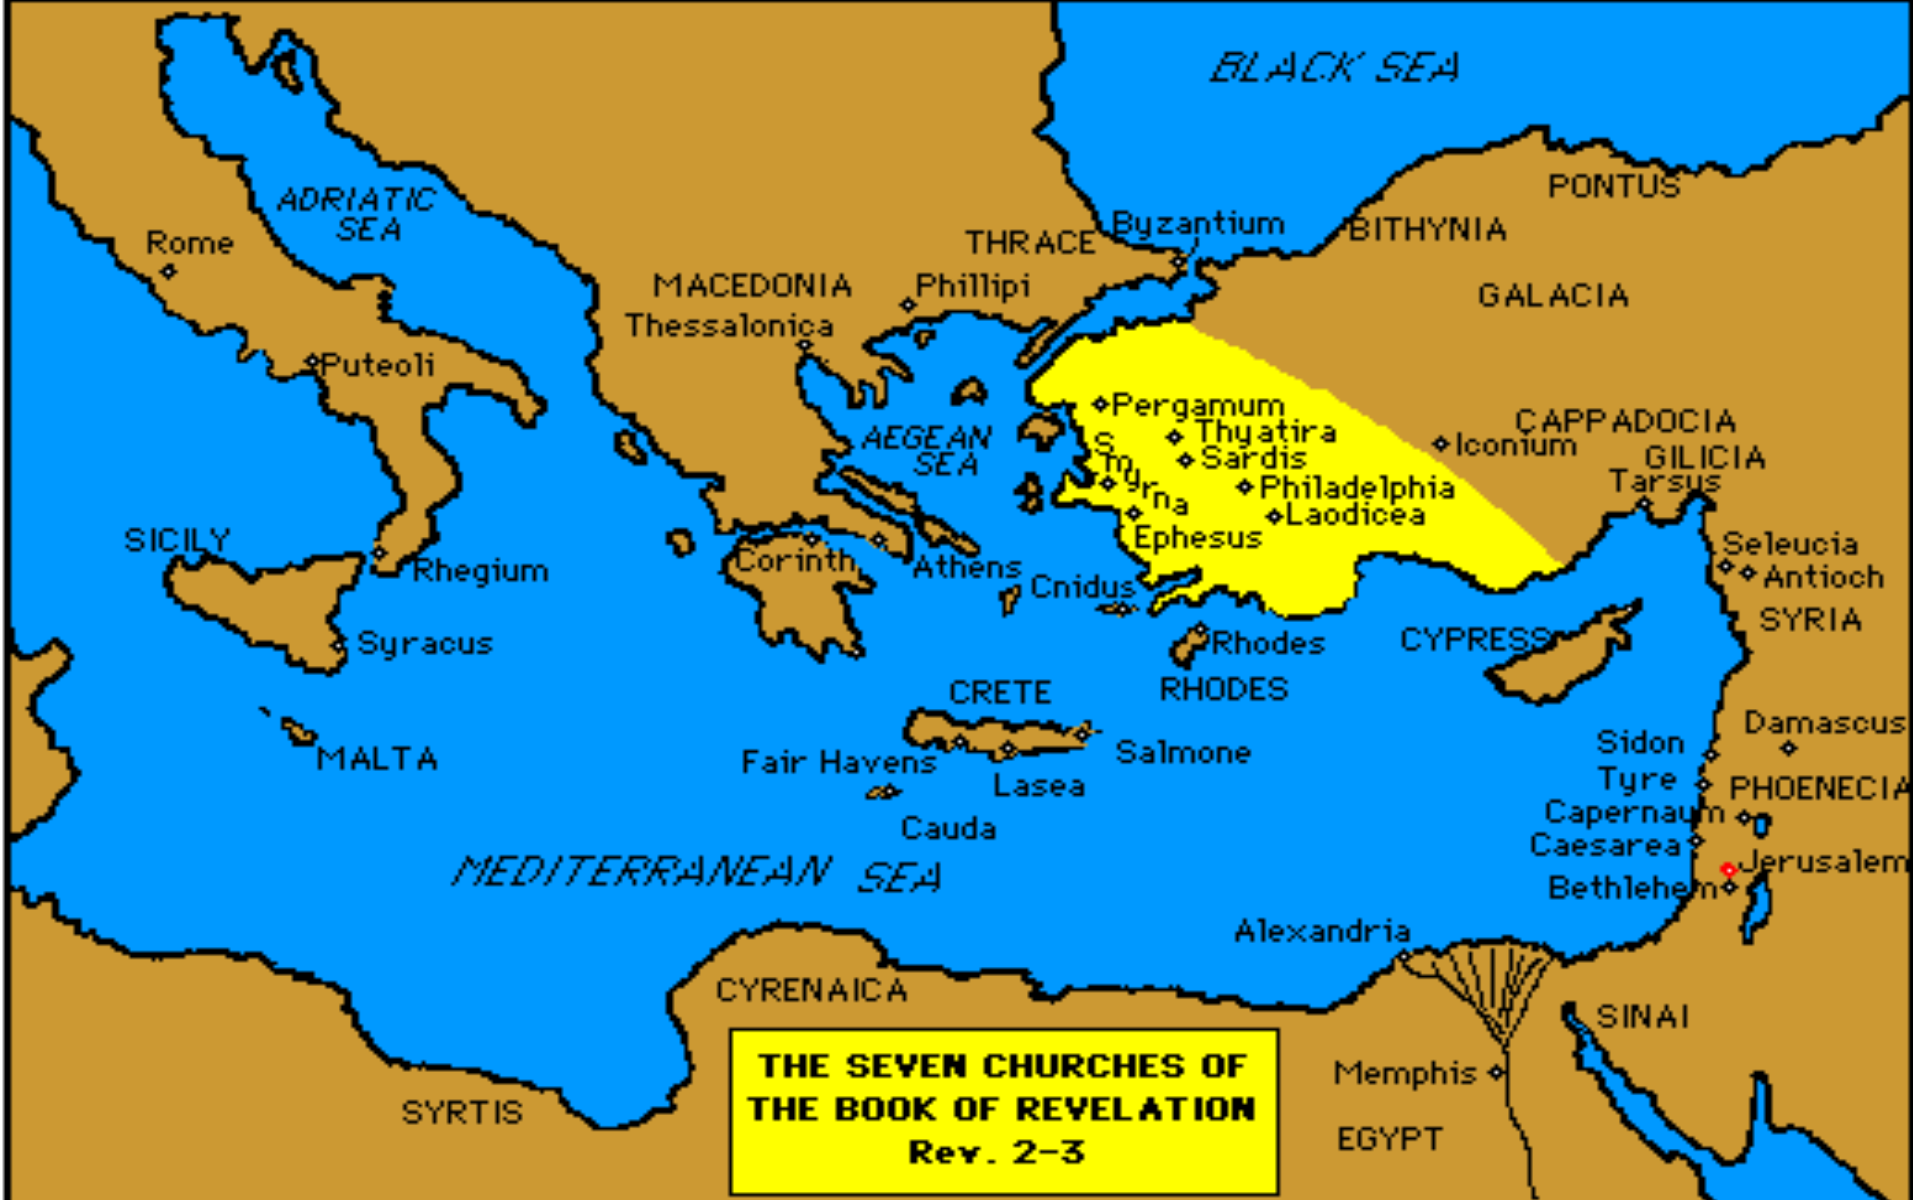 BLACK SEA
PONTUS
ADRIATIC
SEA
Byzantium
BITHYNIA
Rome
THRACE
MACEDONIA
Phillipi
GALACIA
Thessalonica
Puteoli
Pergamum
CAPPADOCIA
AEGEAN
SEA
Thyatira
Iconium
Smyrna
Sardis
GILICIA
Tarsus
Philadelphia
Laodicea
SICILY
Ephesus
Seleucia
Corinth
Athens
Rhegium
Antioch
Cnidus
SYRIA
Syracus
Rhodes
CYPRESS
CRETE
RHODES
Damascus
Sidon
MALTA
Fair Havens
Salmone
Tyre
PHOENECIA
Lasea
Capernaum
Cauda
Caesarea
Jerusalem
MEDITERRANEAN SEA
Bethlehem
Alexandria
CYRENAICA
SINAI
THE SEVEN CHURCHES OF
THE BOOK OF REVELATION
Rev. 2-3
Memphis
SYRTIS
EGYPT